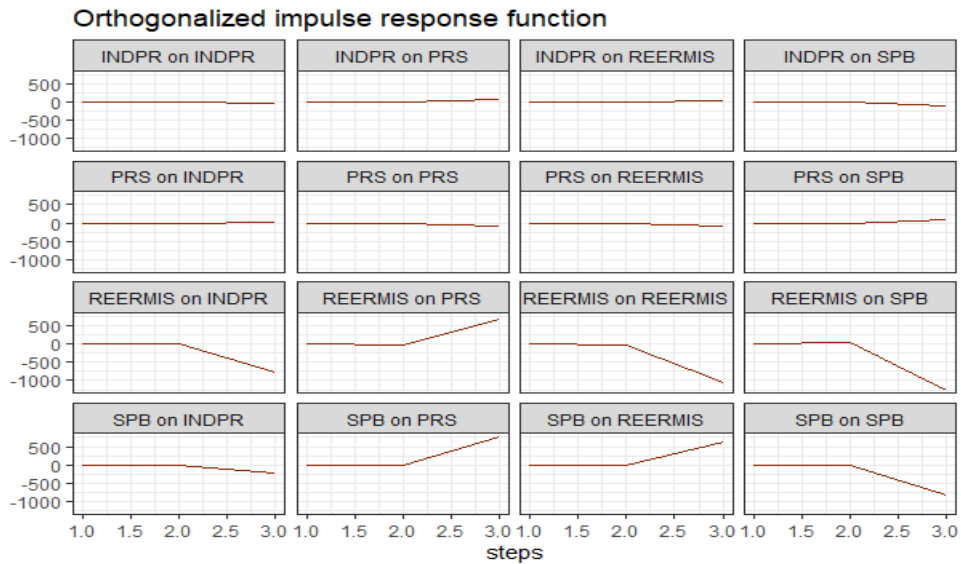 Orthogonalized impulse response function
INDPR on INDPR INDPR on PRS INDPR on REERMIS INDPR on SPB
500
0
-500
-1000
PRS on INDPR PRS on PRS PRS on REERMIS PRS on SPB
500
0
-500
-1000
REERMIS on INDPR REERMIS on PRS REERMIS on REERMIS REERMIS on SPB
500
0
-500
-1000
SPB on INDPR SPB on PRS SPB on REERMIS SPB on SPB
500
0
-500
-1000
1.0 1.5 2.0 2.5 3.0 1.0 1.5 2.0 2.5 3.0 1.0 1.5 2.0 2.5 3.0 1.0 1.5 2.0 2.5 3.0
steps